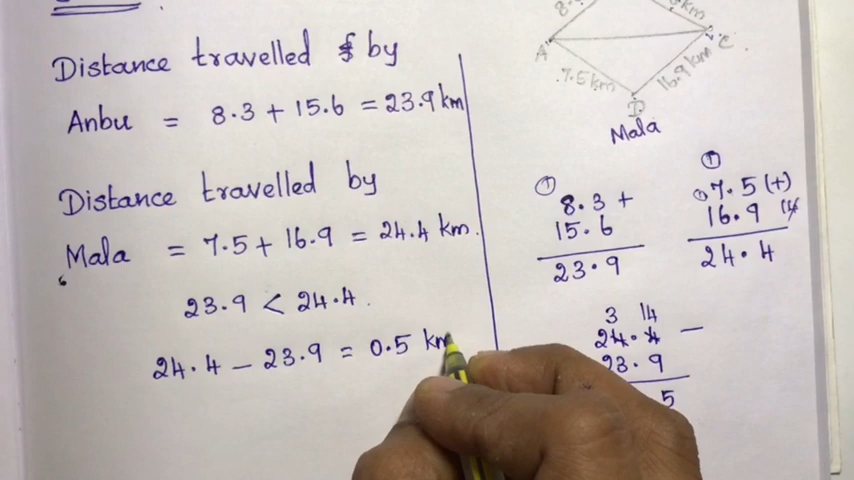 Distance travelled by
Anbu = 8.3 + 15.6 = 23.9 km
Distance travelled by
Mala = 7.5 + 16.9 = 24.4 km.
23.9 < 24.4.
24.4 – 23.9 = 0.5 km
km
A
C
7.5 km
16.9 km
D
Mala
1
8.3 +
15.6
23.9
1
7.5 (+)
16.9
24.4
3 14
24.4 –
23.9
5